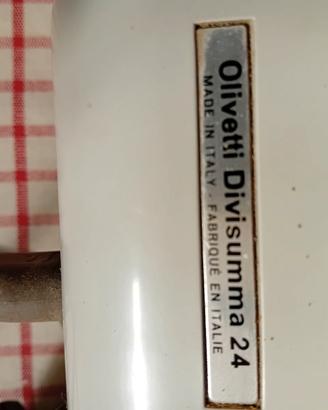 Olivetti Divisumma 24
MADE IN ITALY - FABRIQUÉ EN ITALIE